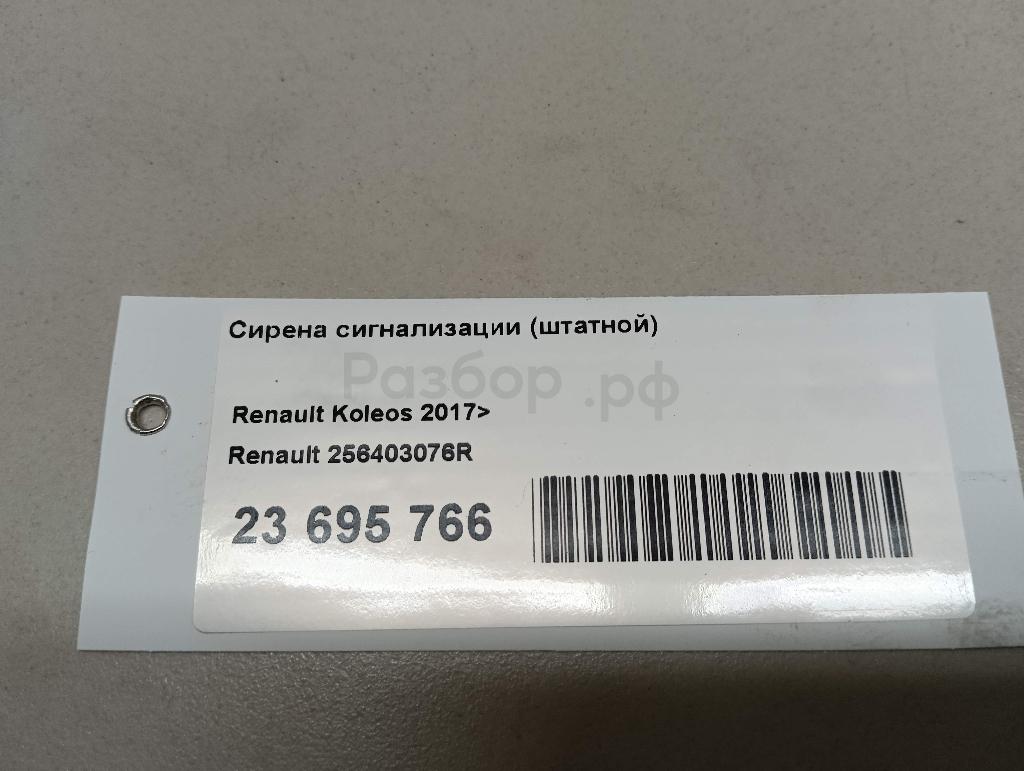 Сирена сигнализации (штатной)
Разбор.рф
Renault Koleos 2017>
Renault 256403076R
23 695 766